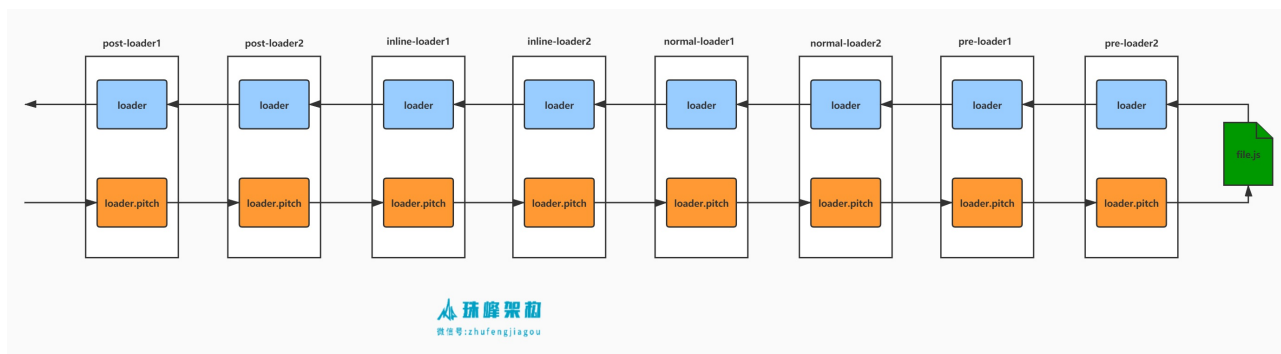 post-loader1
post-loader2
inline-loader1
inline-loader2
normal-loader1
normal-loader2
pre-loader1
pre-loader2
loader
loader
loader
loader
loader
loader
loader
loader
file.js
loader.pitch
loader.pitch
loader.pitch
loader.pitch
loader.pitch
loader.pitch
loader.pitch
loader.pitch
珠峰架构
微信号:zhufengjiagou